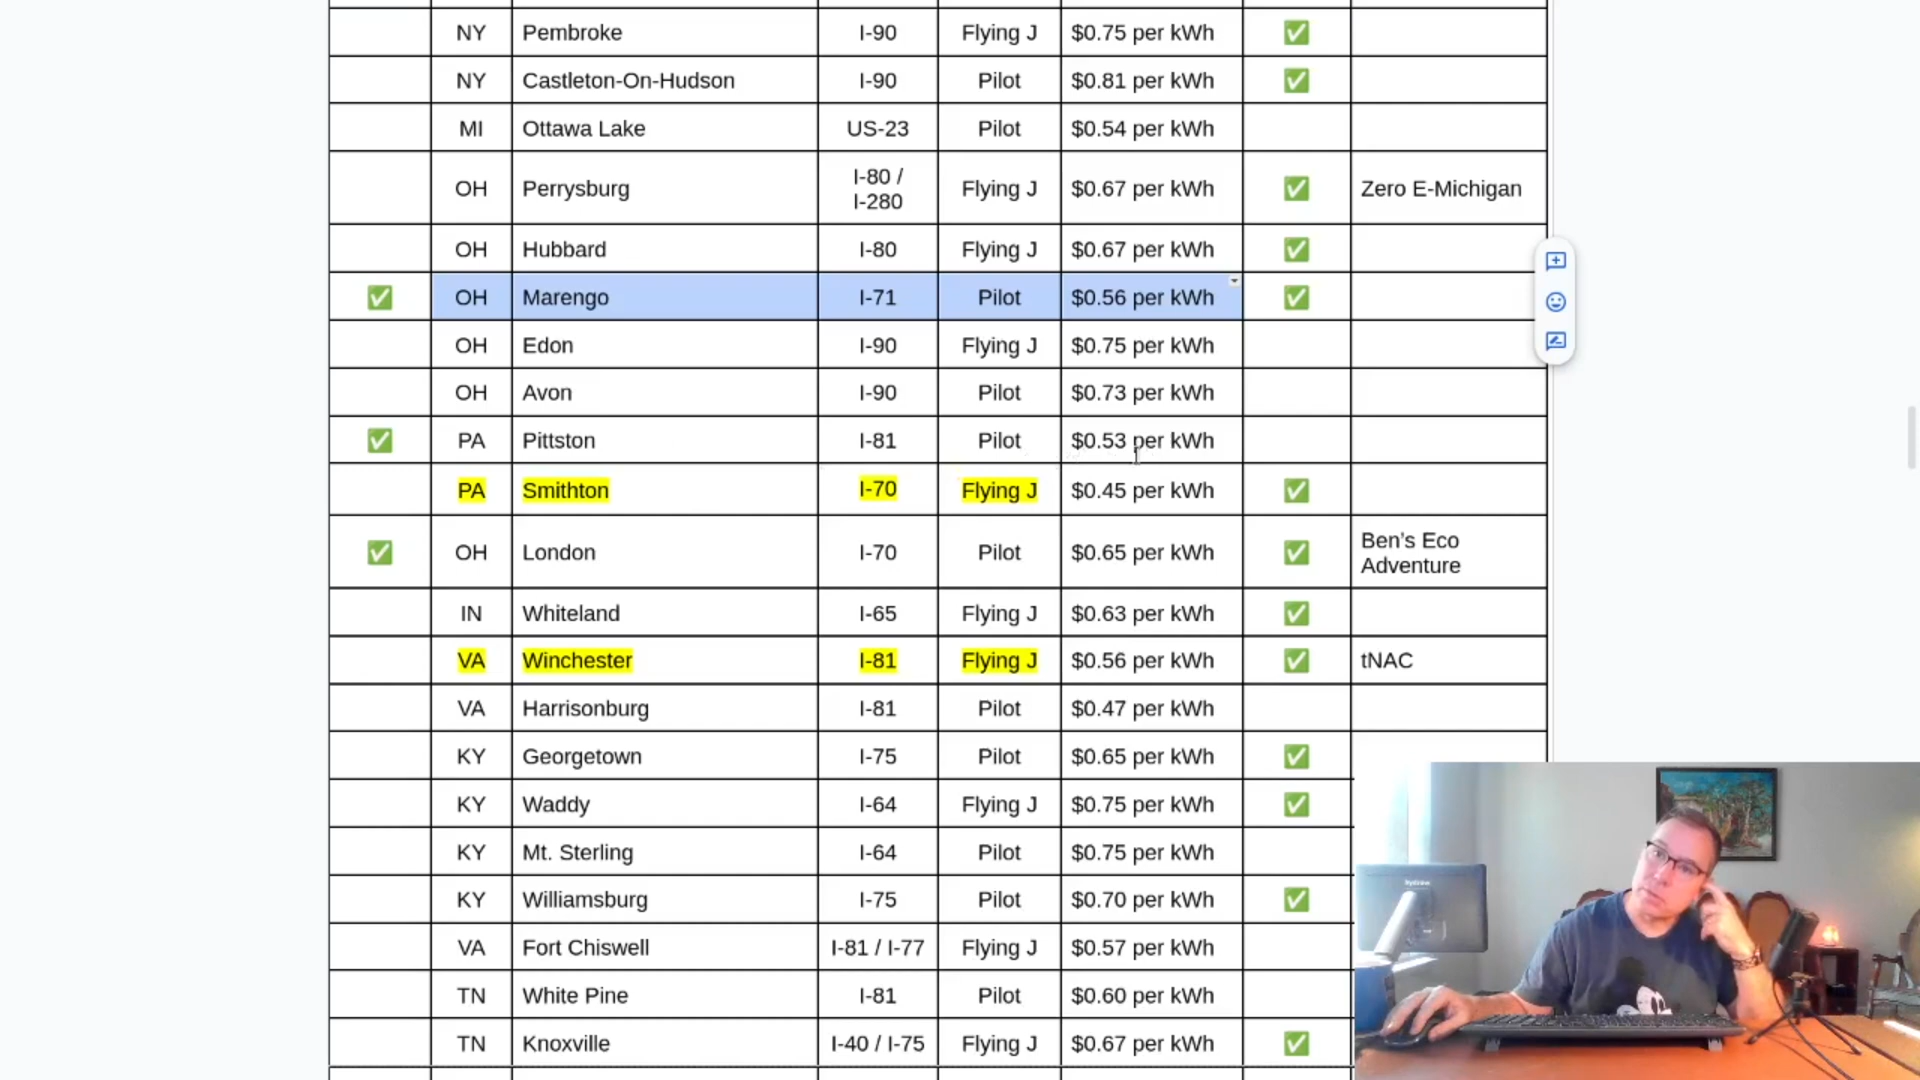 NY Pembroke I-90 Flying J $0.75 per kWh ✅
NY Castleton-On-Hudson I-90 Pilot $0.81 per kWh ✅
MI Ottawa Lake US-23 Pilot $0.54 per kWh
OH Perrysburg I-80 / I-280 Flying J $0.67 per kWh ✅ Zero E-Michigan
OH Hubbard I-80 Flying J $0.67 per kWh ✅
✅ OH Marengo I-71 Pilot $0.56 per kWh ✅
OH Edon I-90 Flying J $0.75 per kWh
OH Avon I-90 Pilot $0.73 per kWh
✅ PA Pittston I-81 Pilot $0.53 per kWh
PA Smithton I-70 Flying J $0.45 per kWh ✅
✅ OH London I-70 Pilot $0.65 per kWh ✅ Ben's Eco Adventure
IN Whiteland I-65 Flying J $0.63 per kWh ✅
VA Winchester I-81 Flying J $0.56 per kWh ✅ tNAC
VA Harrisonburg I-81 Pilot $0.47 per kWh
KY Georgetown I-75 Pilot $0.65 per kWh ✅
KY Waddy I-64 Flying J $0.75 per kWh ✅
KY Mt. Sterling I-64 Pilot $0.75 per kWh
KY Williamsburg I-75 Pilot $0.70 per kWh ✅
VA Fort Chiswell I-81 / I-77 Flying J $0.57 per kWh
TN White Pine I-81 Pilot $0.60 per kWh
TN Knoxville I-40 / I-75 Flying J $0.67 per kWh ✅